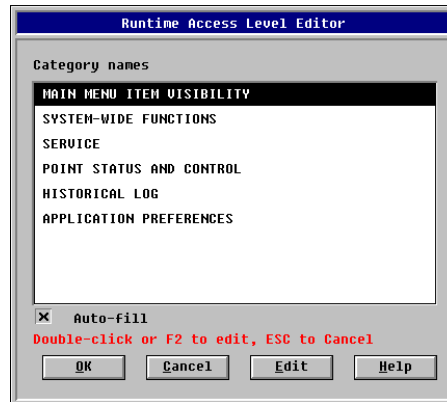 Runtime Access Level Editor
Category names
MAIN MENU ITEM VISIBILITY
SYSTEM-WIDE FUNCTIONS
SERVICE
POINT STATUS AND CONTROL
HISTORICAL LOG
APPLICATION PREFERENCES
Auto-fill
Double-click or F2 to edit, ESC to Cancel
OK Cancel Edit Help